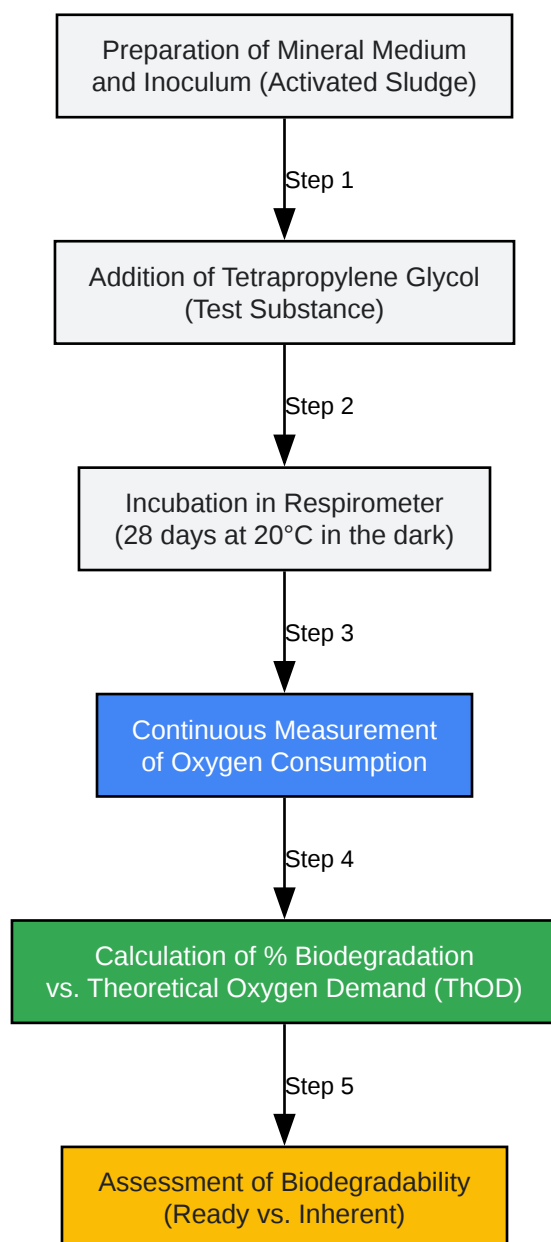 Preparation of Mineral Medium
and Inoculum (Activated Sludge)
Step 1
Addition of Tetrapropylene Glycol
(Test Substance)
Step 2
Incubation in Respirometer
(28 days at 20°C in the dark)
Step 3
Continuous Measurement
of Oxygen Consumption
Step 4
Calculation of % Biodegradation
vs. Theoretical Oxygen Demand (ThOD)
Step 5
Assessment of Biodegradability
(Ready vs. Inherent)